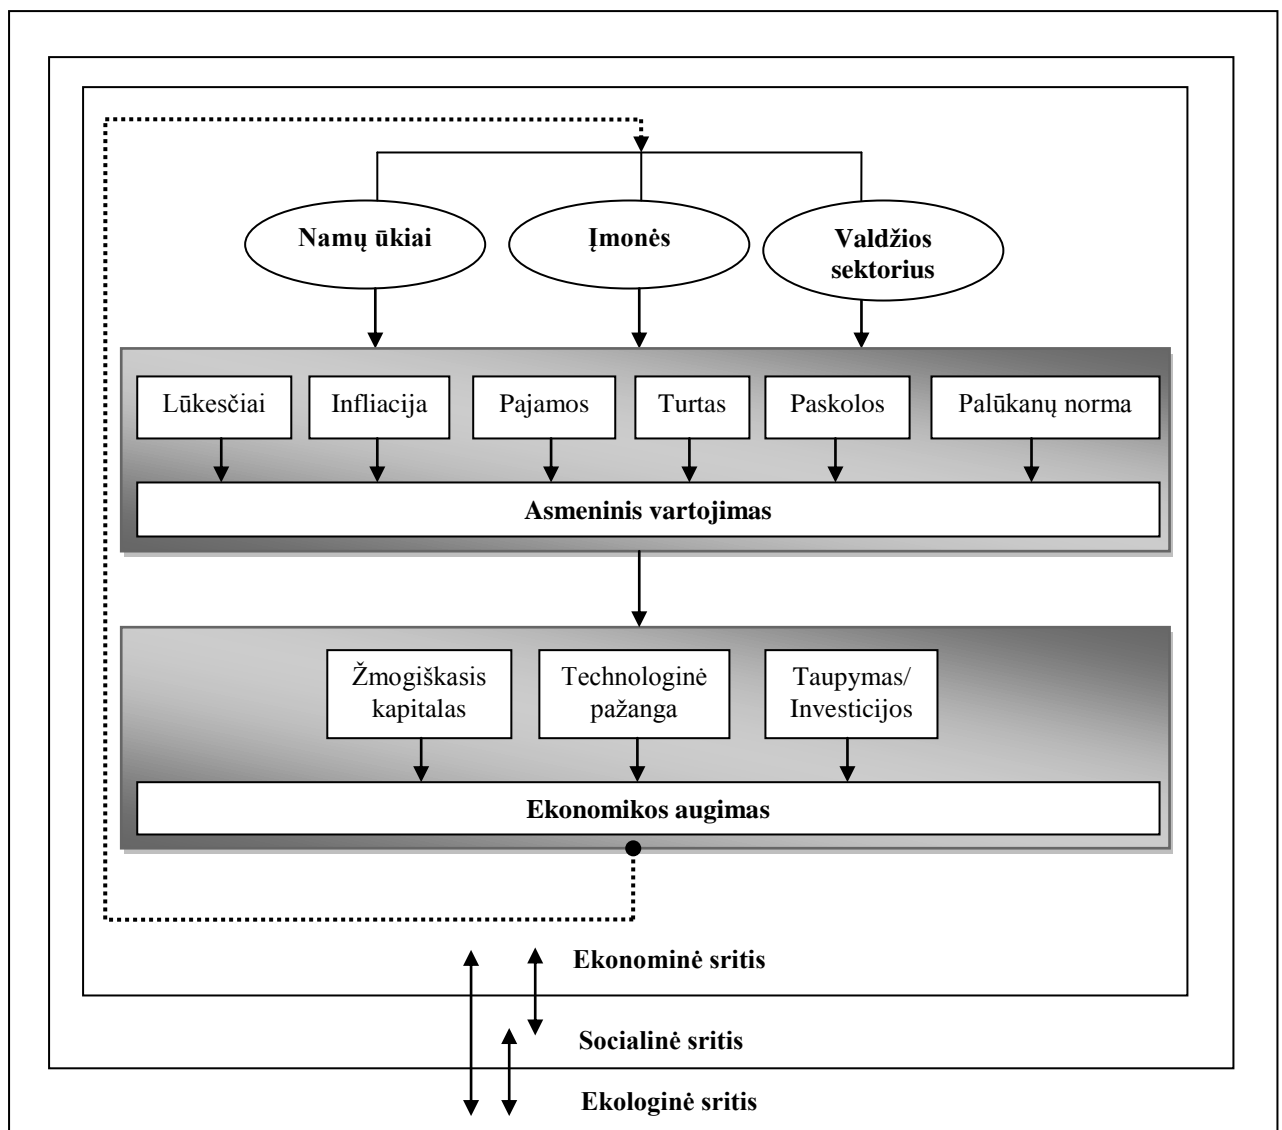 Namų ūkiai
Įmonės
Valdžios
sektorius
Lūkesčiai
Infliacija
Pajamos
Turtas
Paskolos
Palūkanų norma
Asmeninis vartojimas
Žmogiškasis
kapitalas
Technologinė
pažanga
Taupymas/
Investicijos
Ekonomikos augimas
Ekonominė sritis
Socialinė sritis
Ekologinė sritis